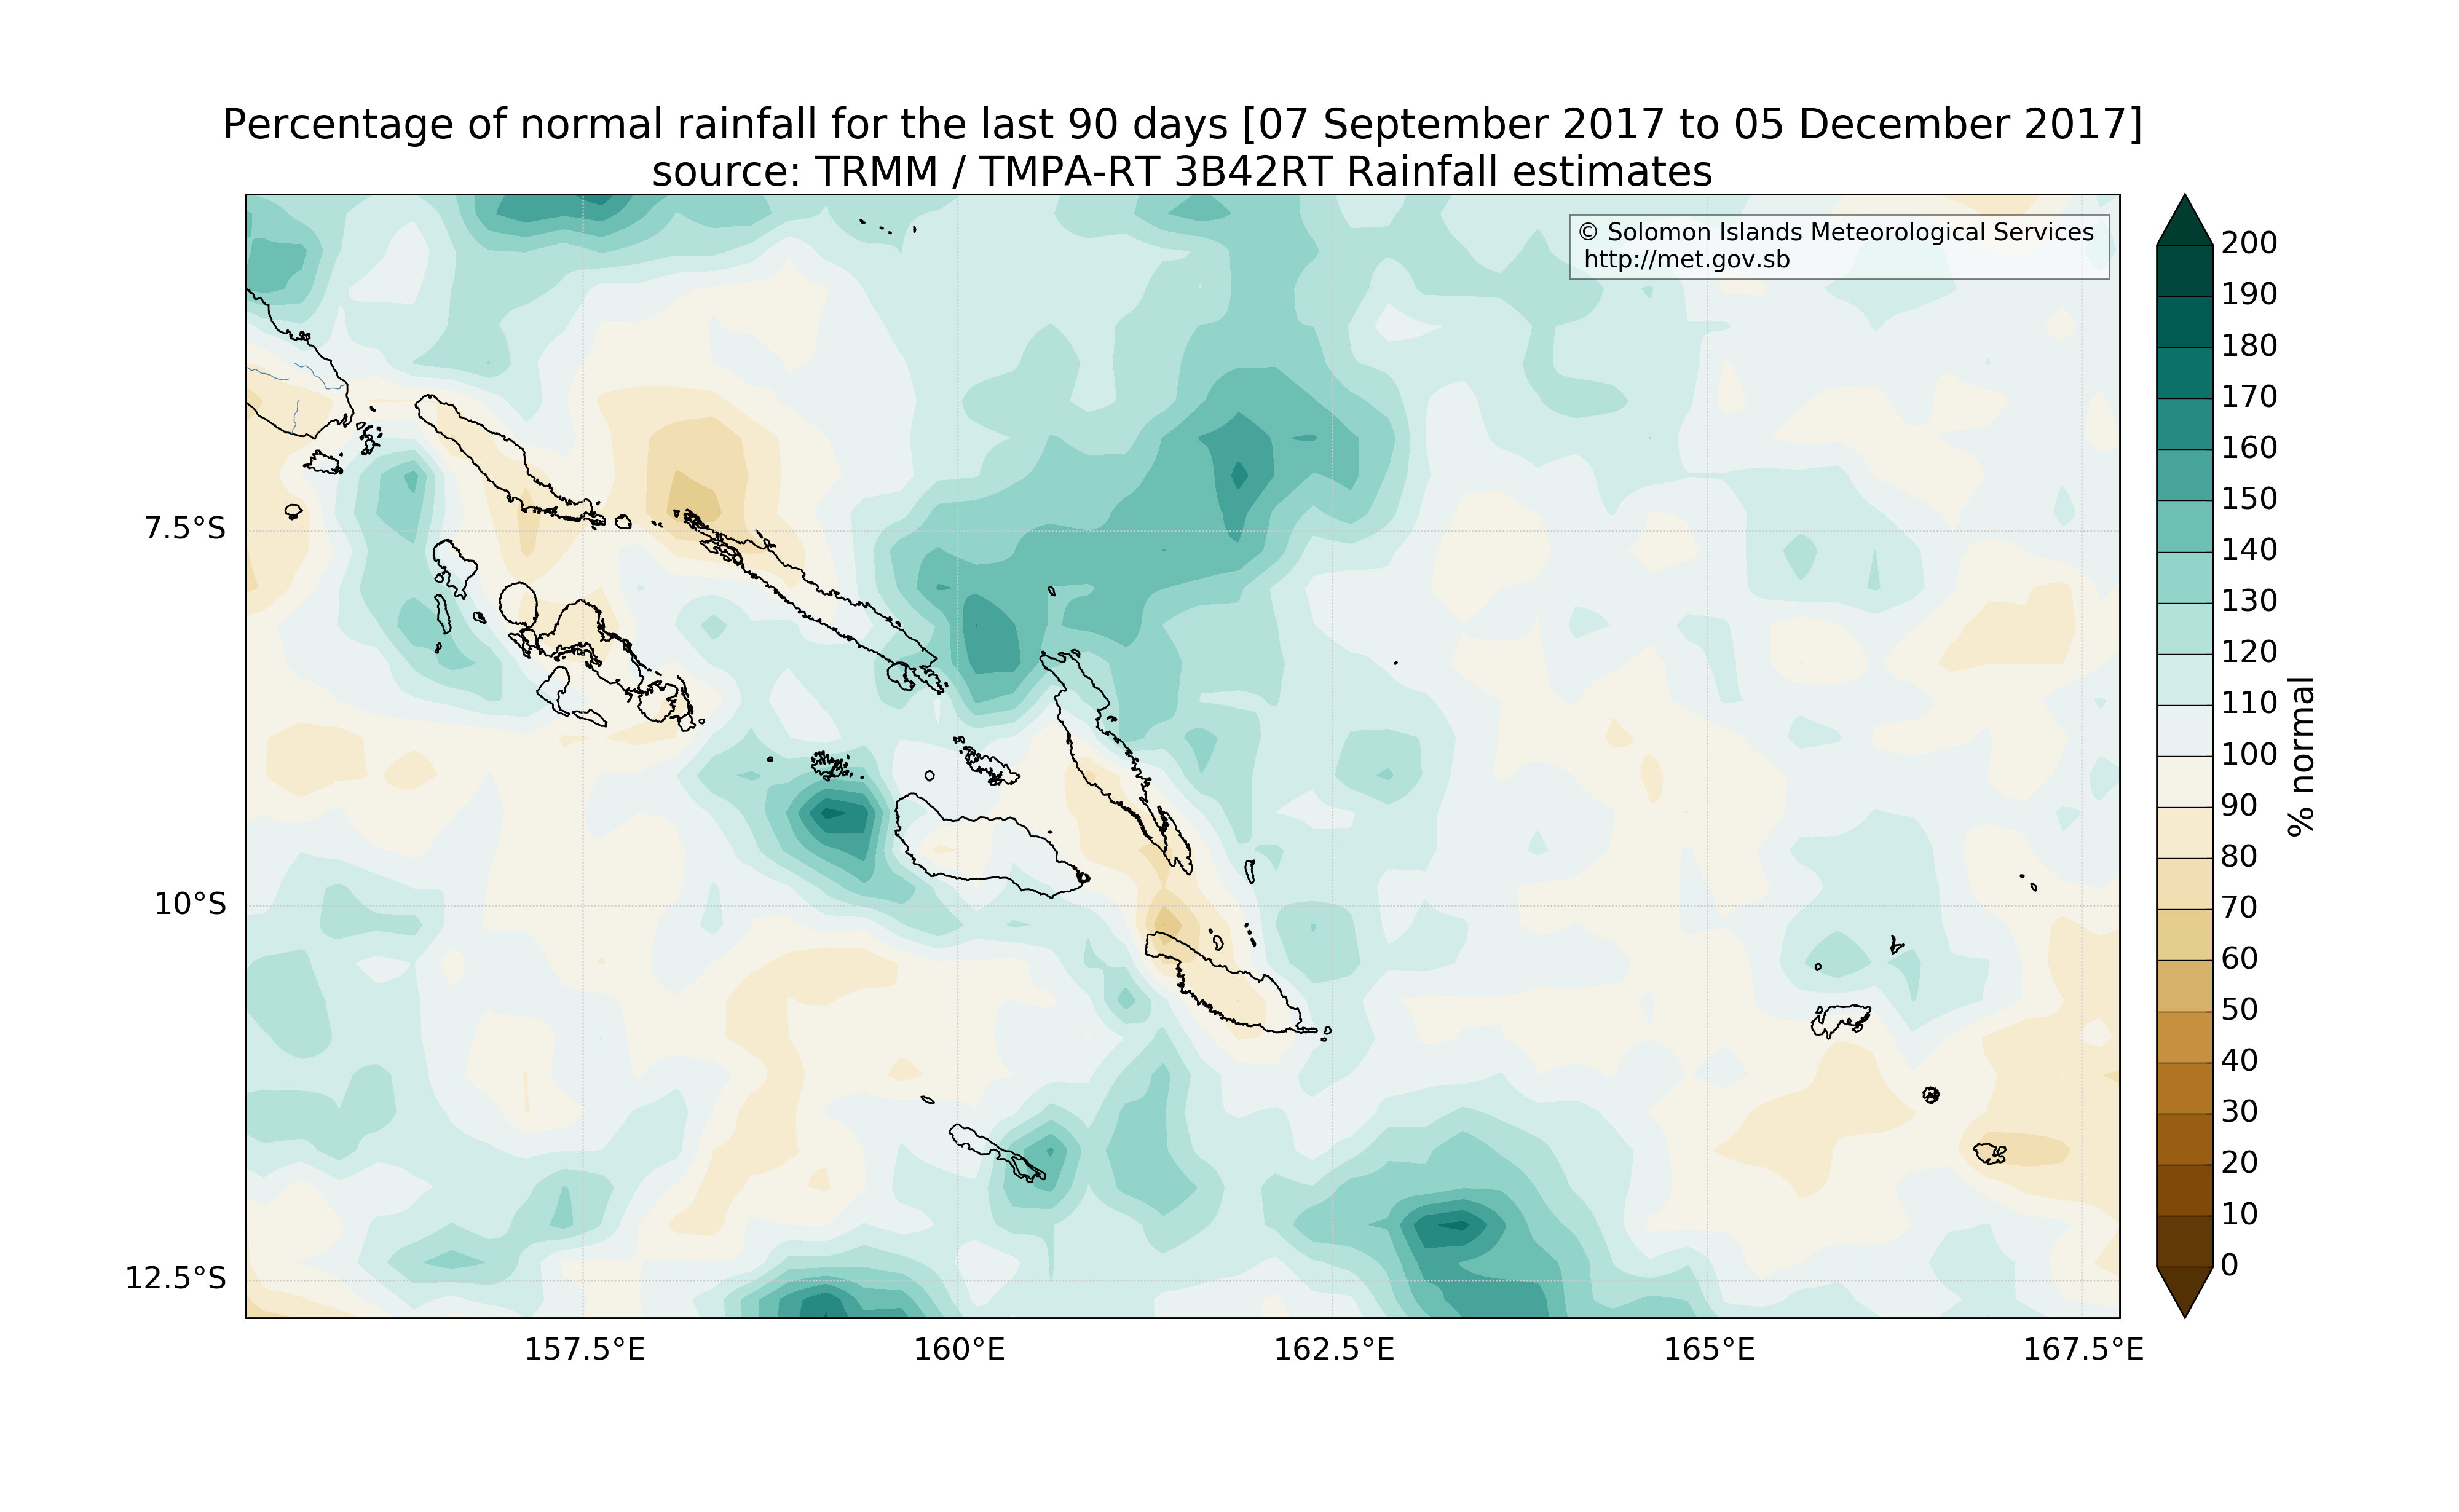 Percentage of normal rainfall for the last 90 days [07 September 2017 to 05 December 2017]
source: TRMM / TMPA-RT 3B42RT Rainfall estimates
© Solomon Islands Meteorological Services
http://met.gov.sb
7.5°S
10°S
12.5°S
157.5°E
160°E
162.5°E
165°E
167.5°E
200
190
180
170
160
150
140
130
120
110
100
90
80
70
60
50
40
30
20
10
0
% normal